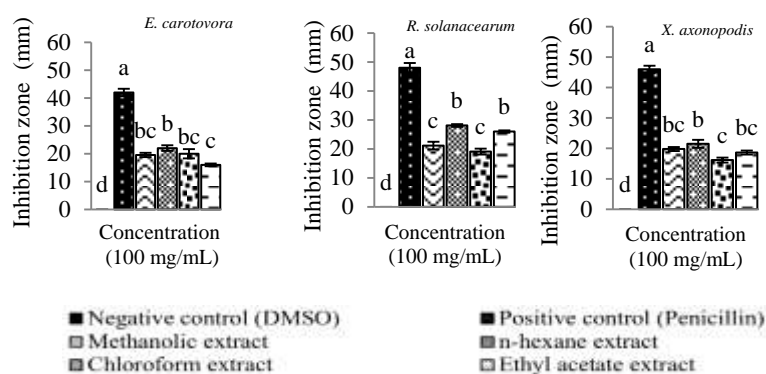 E. carotovora
Inhibition zone (mm)
60
50
40
30
20
10
0
d
a
bc
b
bc
c
Concentration
(100 mg/mL)
R. solanacearum
Inhibition zone (mm)
60
50
40
30
20
10
0
d
a
c
b
c
b
Concentration
(100 mg/mL)
X. axonopodis
Inhibition zone (mm)
60
50
40
30
20
10
0
d
a
bc
b
c
bc
Concentration
(100 mg/mL)
Negative control (DMSO)
Positive control (Penicillin)
Methanolic extract
n-hexane extract
Chloroform extract
Ethyl acetate extract